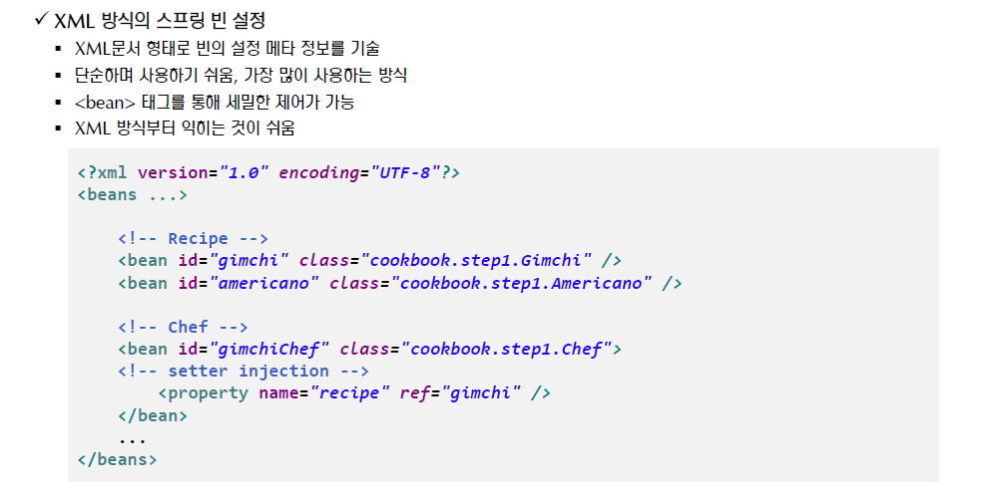 ✓ XML 방식의 스프링 빈 설정
▪ XML문서 형태로 빈의 설정 메타 정보를 기술
▪ 단순하며 사용하기 쉬움, 가장 많이 사용하는 방식
▪ <bean> 태그를 통해 세밀한 제어가 가능
▪ XML 방식부터 익히는 것이 쉬움
<?xml version="1.0" encoding="UTF-8"?>
<beans ...>
<!-- Recipe -->
<bean id="gimchi" class="cookbook.step1.Gimchi" />
<bean id="americano" class="cookbook.step1.Americano" />
<!-- Chef -->
<bean id="gimchiChef" class="cookbook.step1.Chef">
<!-- setter injection -->
<property name="recipe" ref="gimchi" />
</bean>
...
</beans>